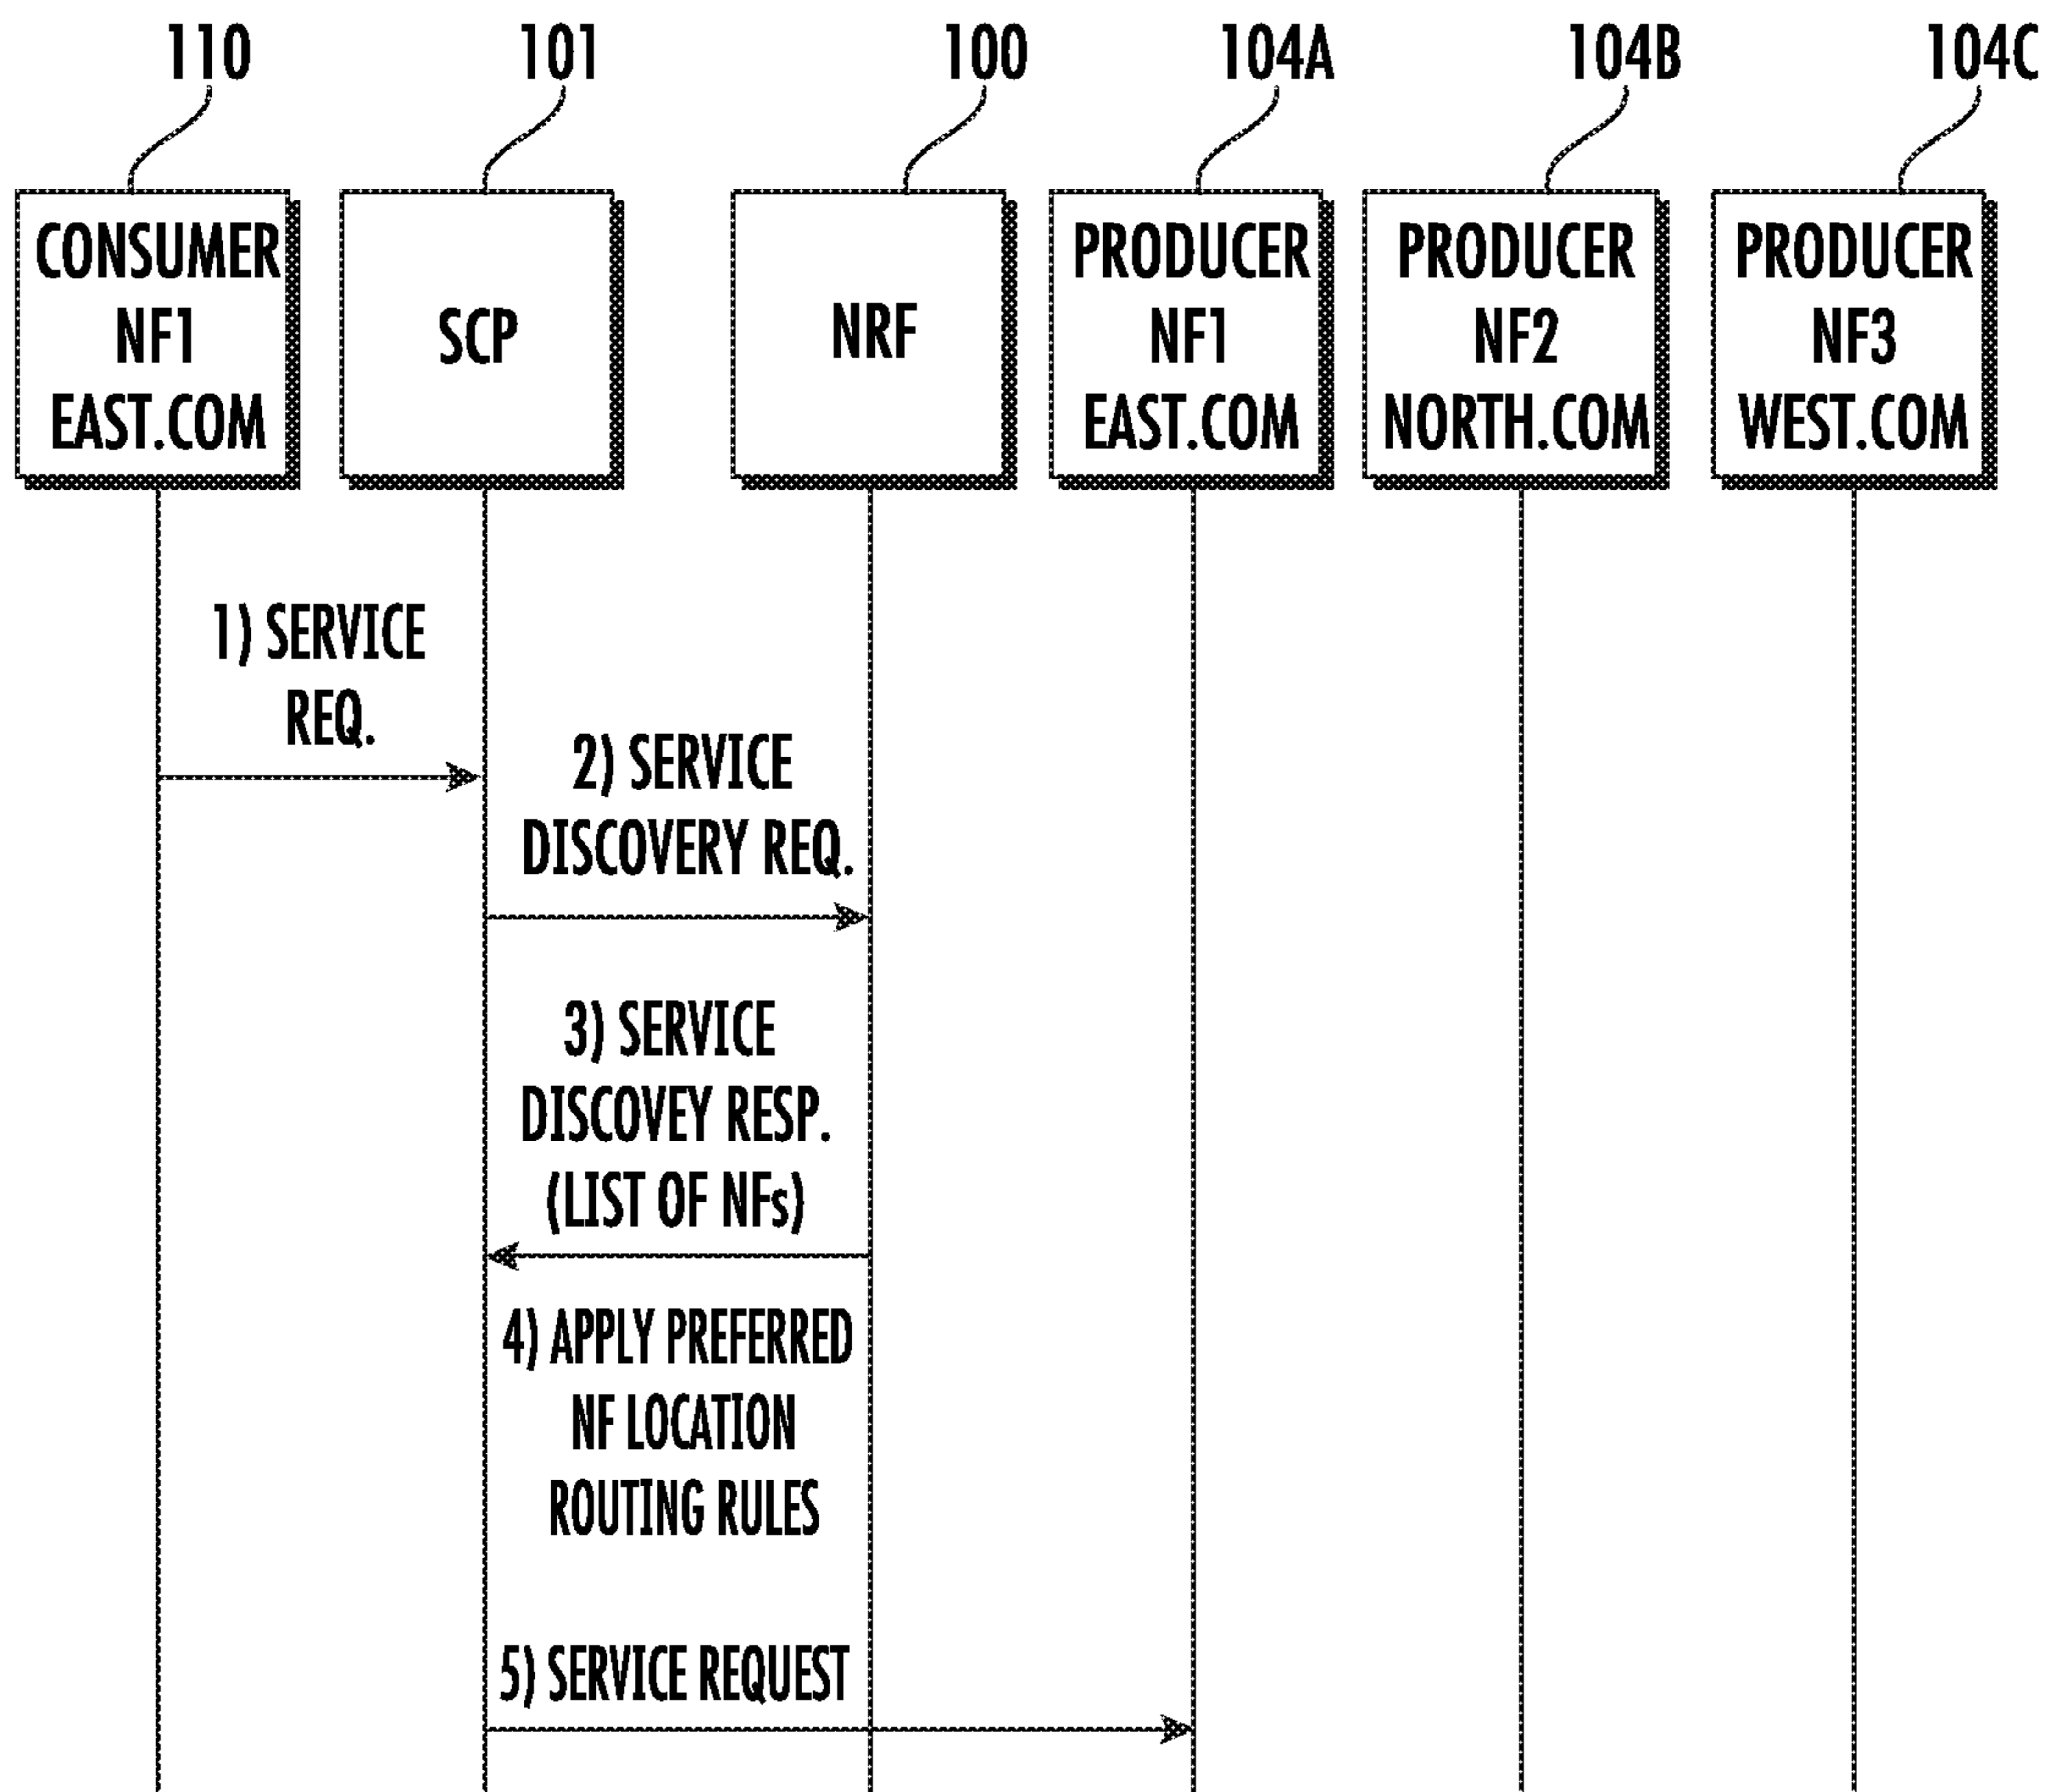 110
101
100
104A
104B
104C
CONSUMER
NF1
EAST.COM
SCP
NRF
PRODUCER
NF1
EAST.COM
PRODUCER
NF2
NORTH.COM
PRODUCER
NF3
WEST.COM
1) SERVICE
REQ.
2) SERVICE
DISCOVERY REQ.
3) SERVICE
DISCOVEY RESP.
(LIST OF NFs)
4) APPLY PREFERRED
NF LOCATION
ROUTING RULES
5) SERVICE REQUEST